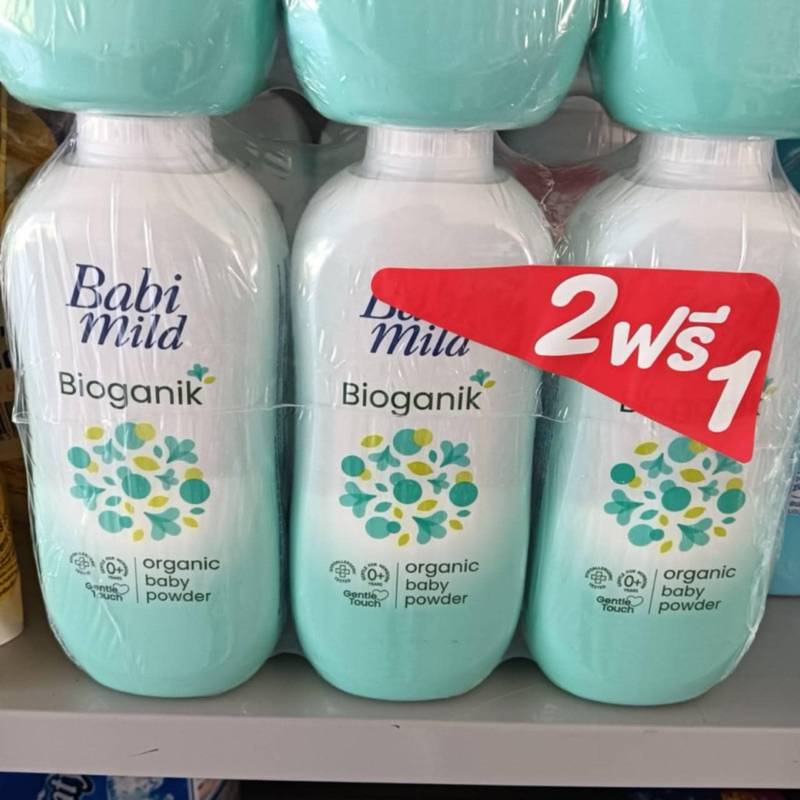 Babi
mild
Bioganik
organic
baby
powder
0+
Gentle
Touch
Babi
mild
Bioganik
organic
baby
powder
0+
Gentle
Touch
2ฟรี1
organic
baby
powder
0+
Gentle
Touch